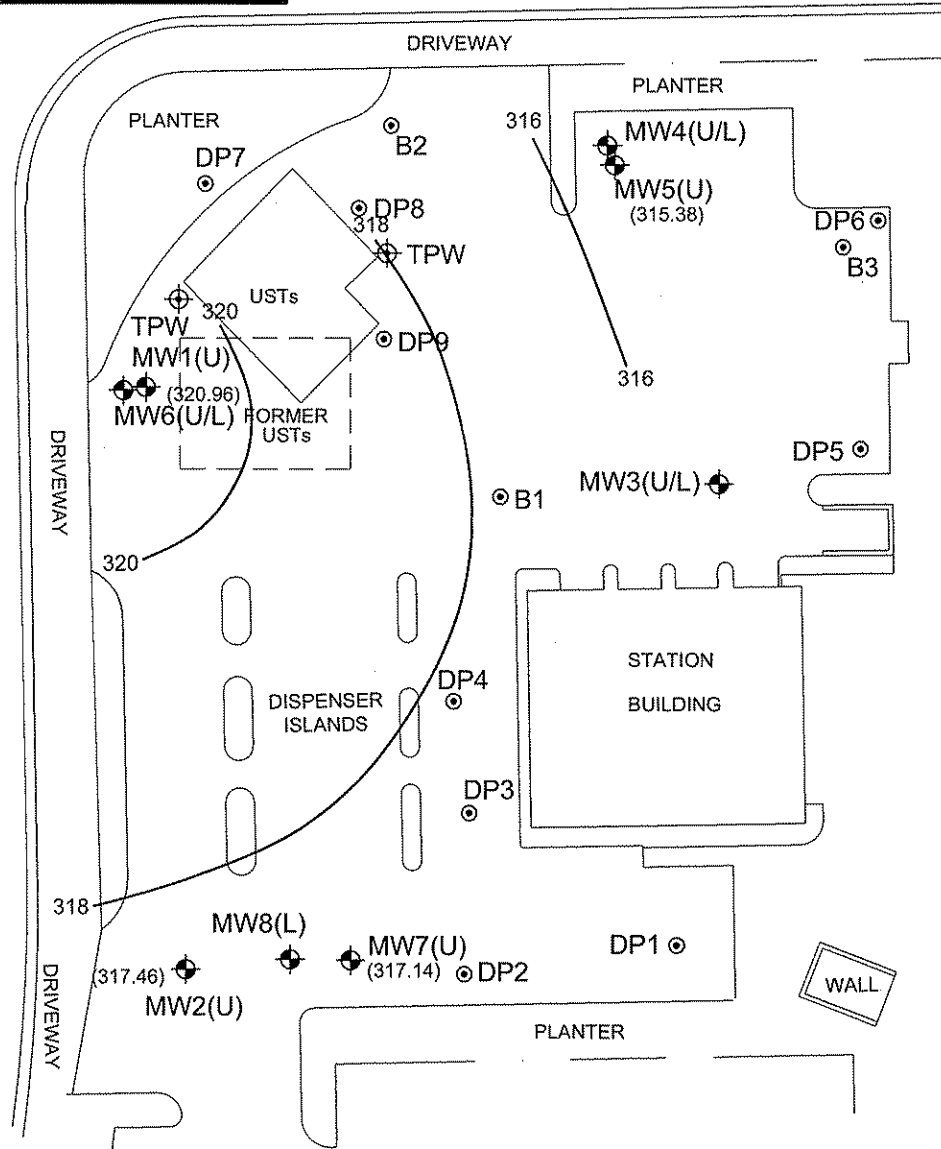 DRIVEWAY
PLANTER
PLANTER
316
MW4(U/L)
B2
DP7
MW5(U)
(315.38)
DP8
318
TPW
DP6
B3
USTs
320
TPW
DP9
MW1(U)
(320.96)
316
MW6(U/L)
FORMER
USTs
DRIVEWAY
DP5
MW3(U/L)
B1
320
STATION
BUILDING
DP4
DISPENSER
ISLANDS
DP3
318
MW8(L)
MW7(U)
(317.14)
DP1
(317.46)
DP2
MW2(U)
WALL
DRIVEWAY
PLANTER